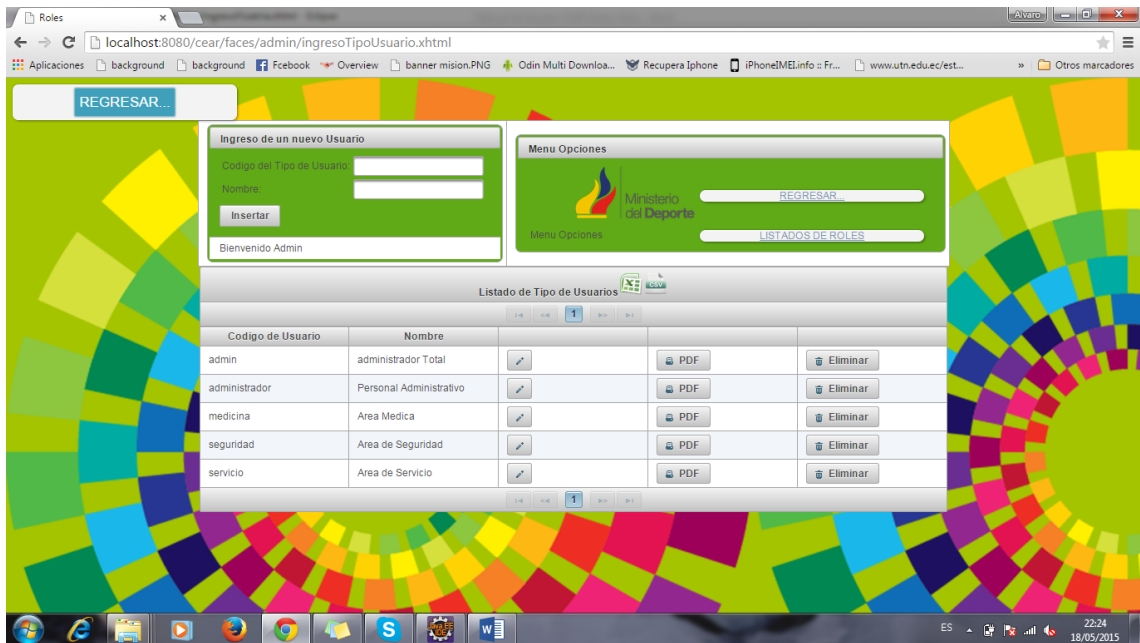 Roles
Alvaro
localhost:8080/cear/faces/admin/ingresoTipoUsuario.xhtml
Aplicaciones background background Fcebook Overview banner mision.PNG Odin Multi Downloa... Recupera Iphone iPhoneIMEI.info :: Fr... www.utn.edu.ec/est... » Otros marcadores
REGRESAR...
Ingreso de un nuevo Usuario
Codigo del Tipo de Usuario:
Nombre:
Insertar
Bienvenido Admin
Menu Opciones
Ministerio
del Deporte
REGRESAR...
Menu Opciones
LISTADOS DE ROLES
Listado de Tipo de Usuarios
CSV
1
Codigo de Usuario Nombre
admin administrador Total PDF Eliminar
administrador Personal Administrativo PDF Eliminar
medicina Area Medica PDF Eliminar
seguridad Area de Seguridad PDF Eliminar
servicio Area de Servicio PDF Eliminar
1
ES
22:24
18/05/2015